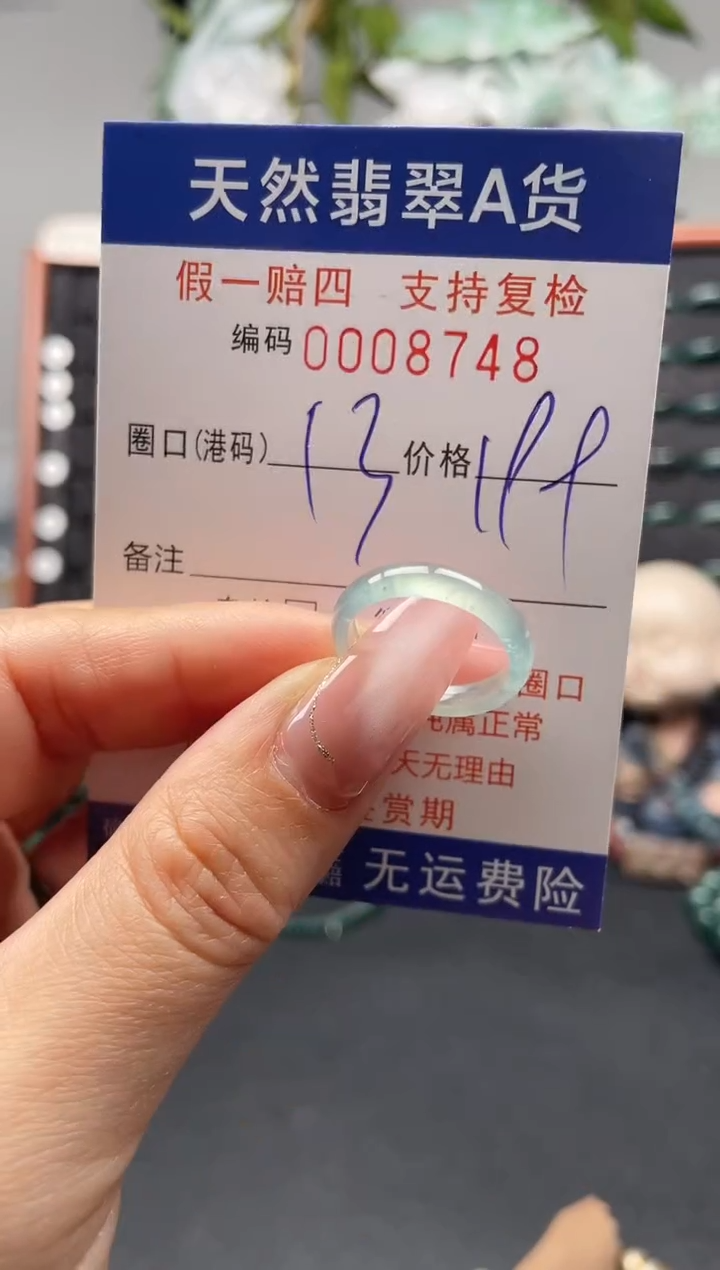 天然翡翠A货
假一赔四 支持复检
编码 0008748
圈口(港码) 13 价格 199
备注
圈口
属正常
天无理由
赏期
无运费险